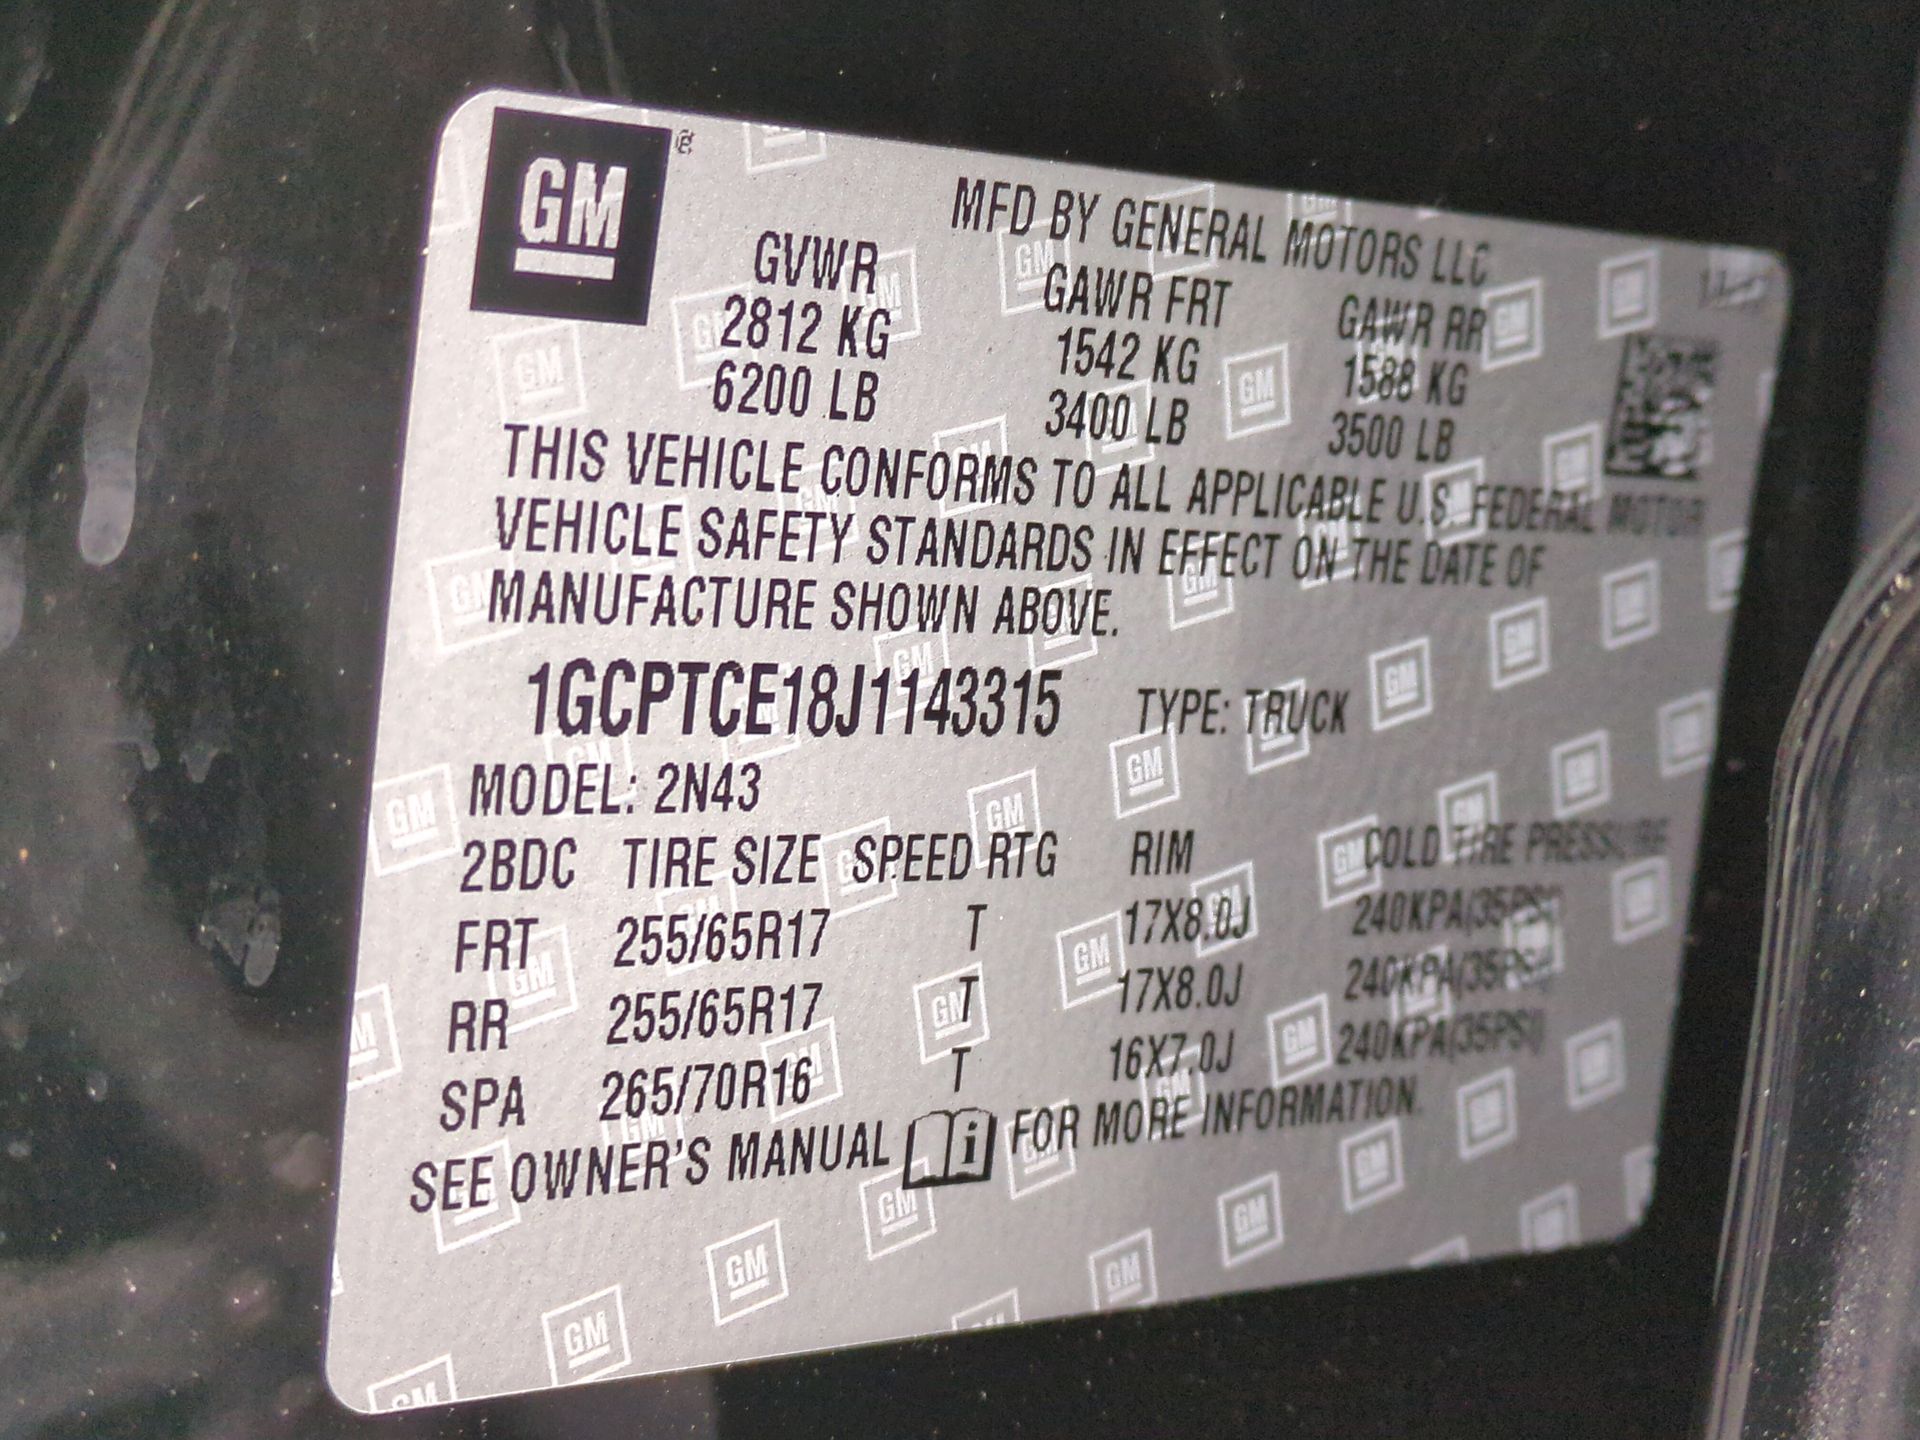 GM
MFD BY GENERAL MOTORS LLC
GVWR GAWR FRT GAWR RR
2812 KG 1542 KG 1588 KG
6200 LB 3400 LB 3500 LB
THIS VEHICLE CONFORMS TO ALL APPLICABLE U.S. FEDERAL MOTOR
VEHICLE SAFETY STANDARDS IN EFFECT ON THE DATE OF
MANUFACTURE SHOWN ABOVE.
1GCPTCE18J1143315 TYPE: TRUCK
MODEL: 2N43
2BDC TIRE SIZE SPEED RTG RIM COLD TIRE PRESSURE
FRT 255/65R17 T 17X8.0J 240KPA(35PSI)
RR 255/65R17 T 17X8.0J 240KPA(35PSI)
SPA 265/70R16 T 16X7.0J 240KPA(35PSI)
SEE OWNER'S MANUAL i FOR MORE INFORMATION.